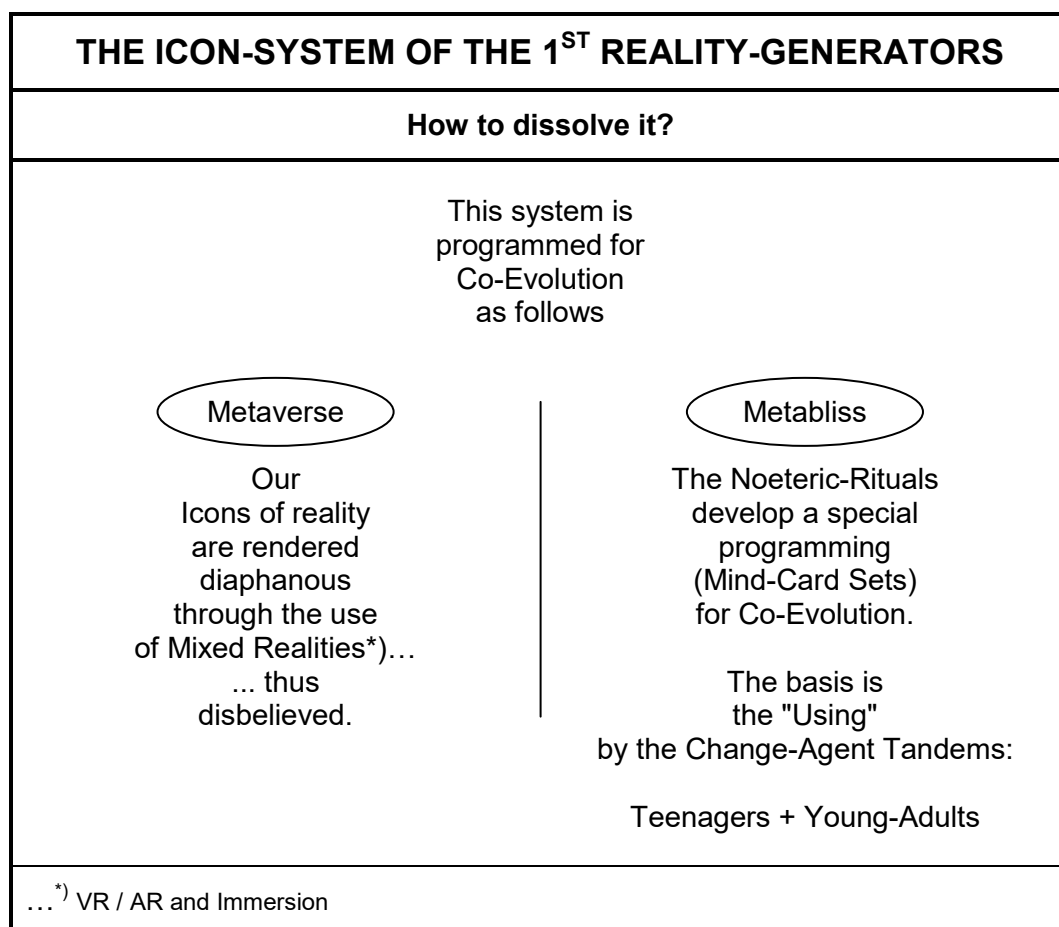 THE ICON-SYSTEM OF THE 1ST REALITY-GENERATORS
How to dissolve it?
This system is
programmed for
Co-Evolution
as follows
Metaverse
Our
Icons of reality
are rendered
diaphanous
through the use
of Mixed Realities*)…
... thus
disbelieved.
Metabliss
The Noeteric-Rituals
develop a special
programming
(Mind-Card Sets)
for Co-Evolution.
The basis is
the "Using"
by the Change-Agent Tandems:
Teenagers + Young-Adults
…*) VR / AR and Immersion